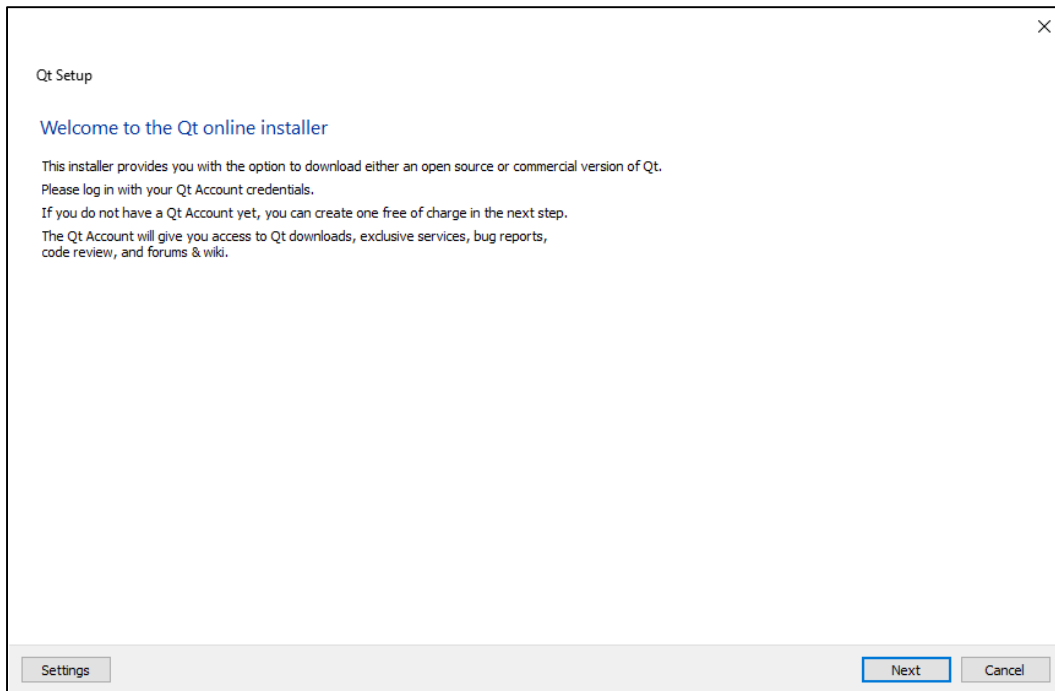 Qt Setup
Welcome to the Qt online installer
This installer provides you with the option to download either an open source or commercial version of Qt.
Please log in with your Qt Account credentials.
If you do not have a Qt Account yet, you can create one free of charge in the next step.
The Qt Account will give you access to Qt downloads, exclusive services, bug reports,
code review, and forums & wiki.
Settings
Next
Cancel